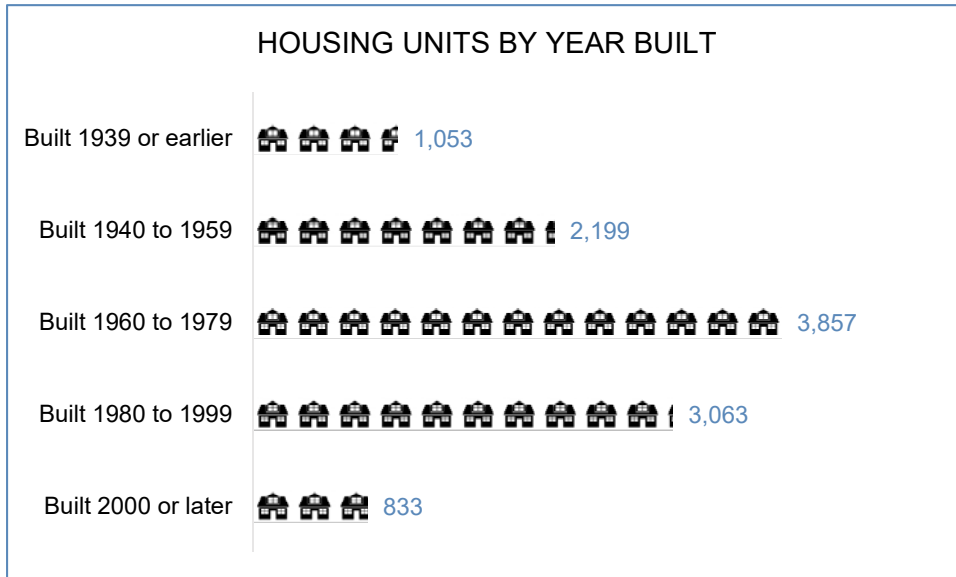 HOUSING UNITS BY YEAR BUILT
Built 1939 or earlier 1,053
Built 1940 to 1959 2,199
Built 1960 to 1979 3,857
Built 1980 to 1999 3,063
Built 2000 or later 833